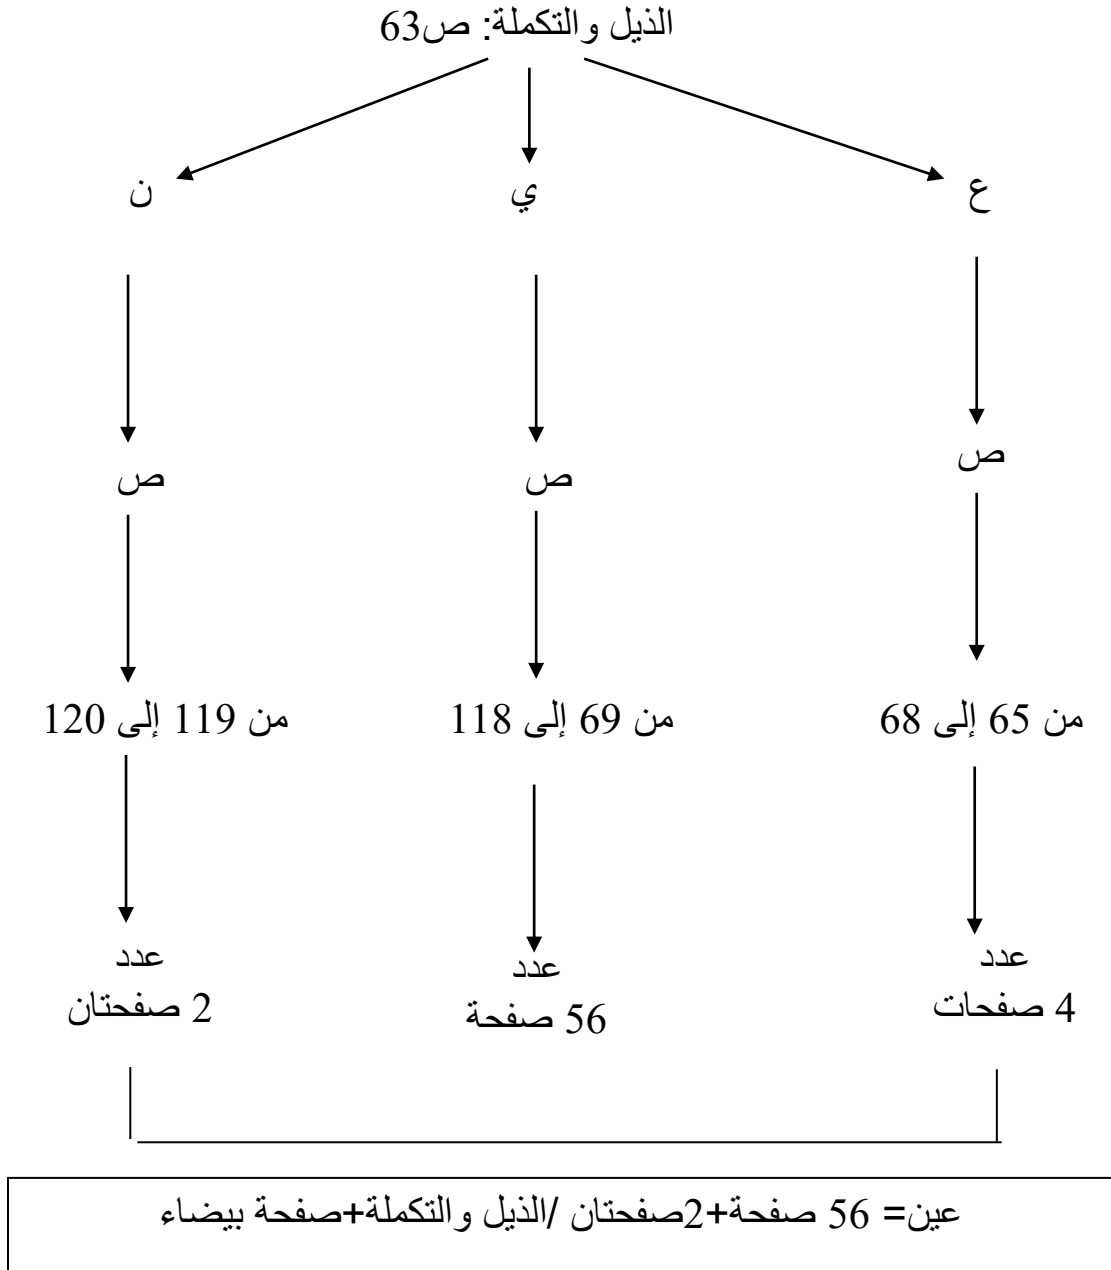 الذيل والتكملة: ص63
ع
ي
ن
ص
ص
ص
من 65 إلى 68
من 69 إلى 118
من 119 إلى 120
عدد
4 صفحات
عدد
56 صفحة
عدد
2 صفحتان
عين= 56 صفحة+2صفحتان /الذيل والتكملة+صفحة بيضاء